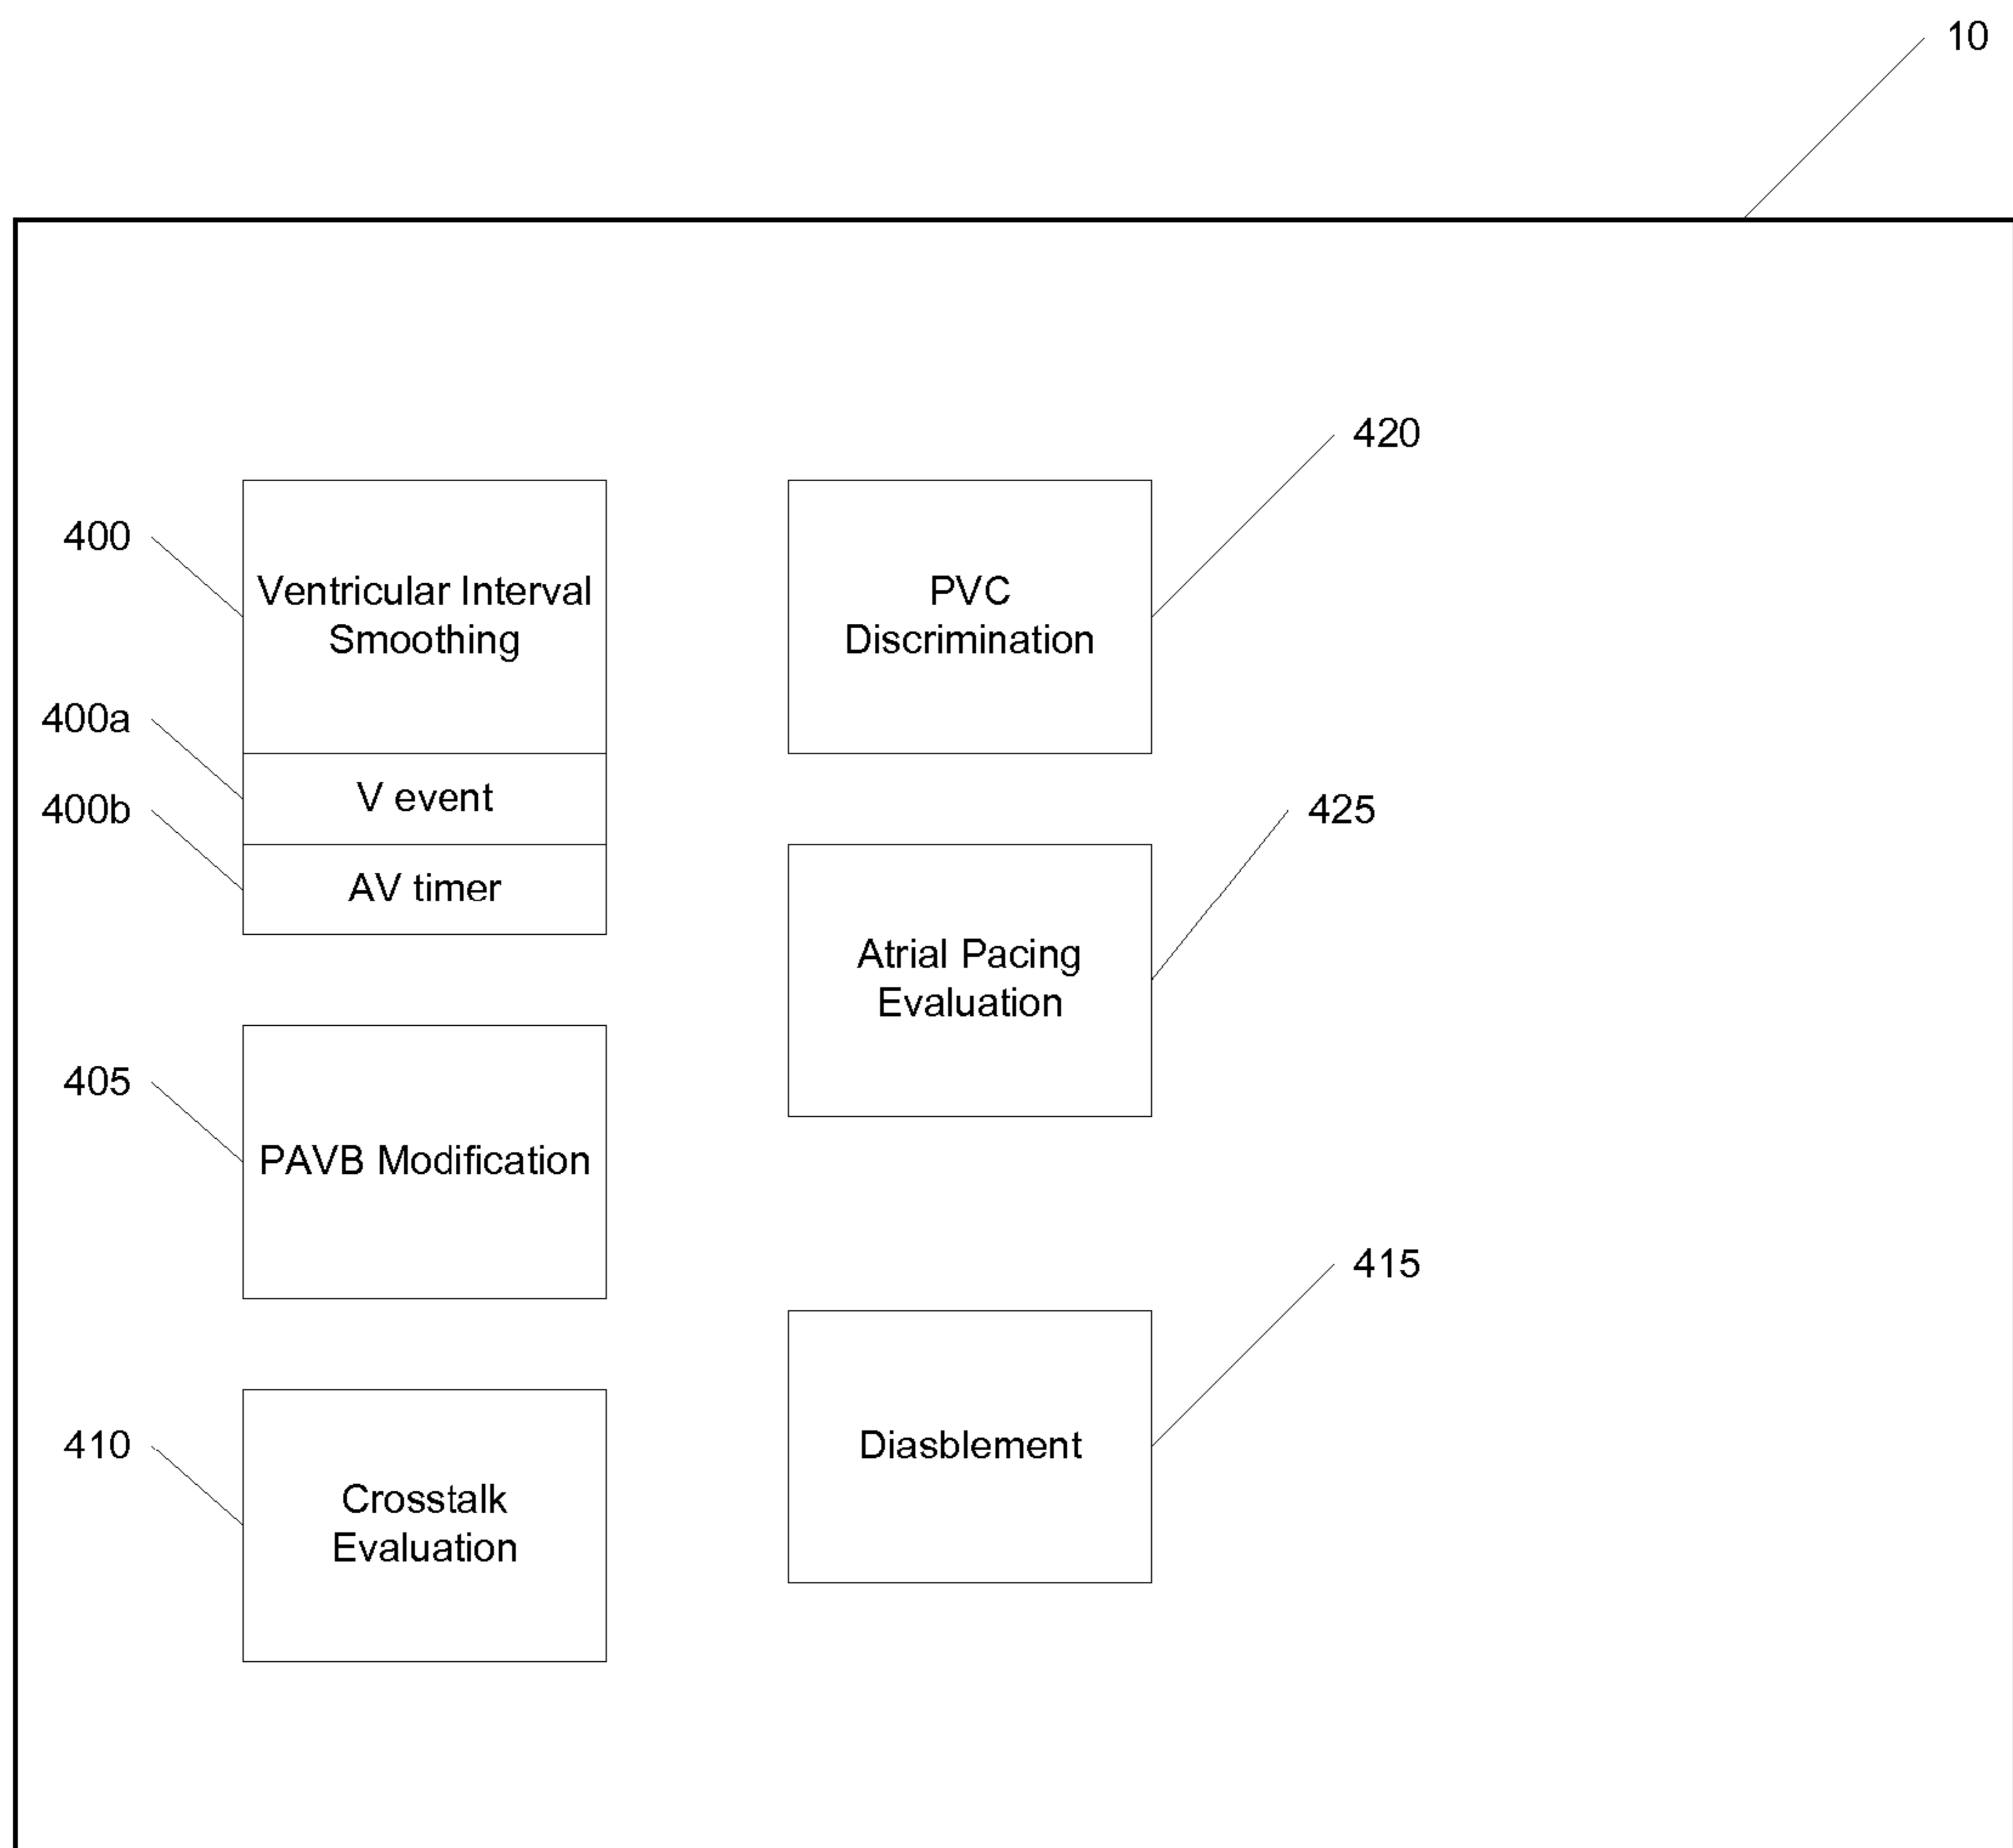 10
420
400
Ventricular Interval
Smoothing
PVC
Discrimination
400a
V event
400b
AV timer
425
Atrial Pacing
Evaluation
405
PAVB Modification
415
410
Crosstalk
Evaluation
Diasblement